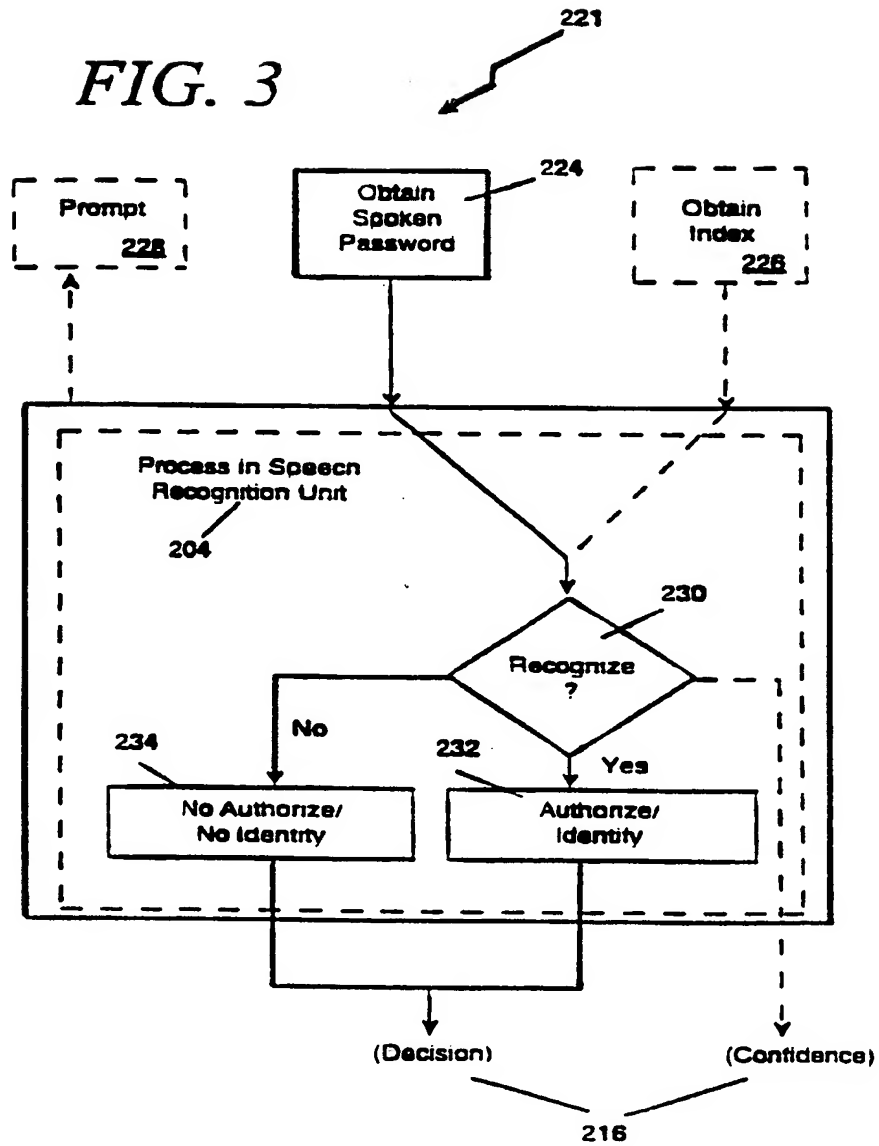 221
FIG. 3
Prompt
228
Obtain
Spoken
Password
224
Obtain
Index
226
Process in Speech
Recognition Unit
204
230
Recognize
?
No
Yes
234
232
No Authorize/
No Identity
Authorize/
Identity
(Decision)
(Confidence)
216